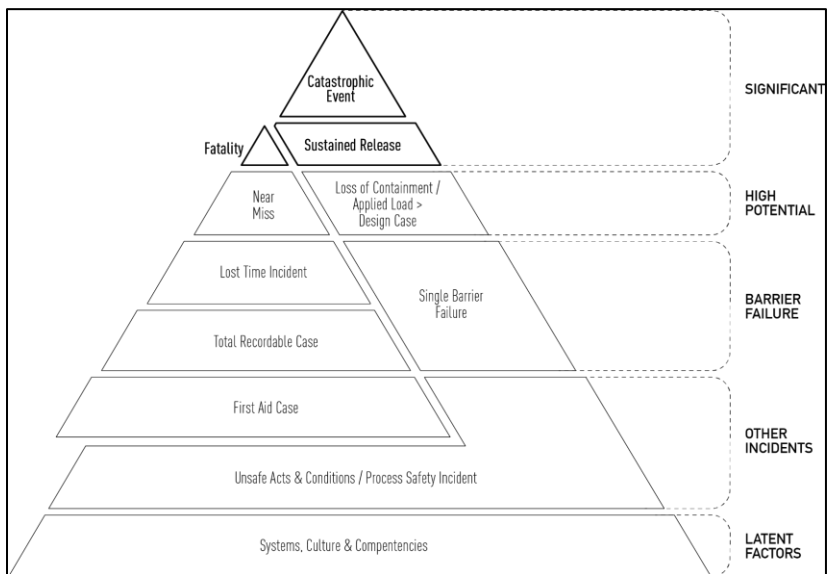 Catastrophic
Event
SIGNIFICANT
Fatality
Sustained Release
Near
Miss
Loss of Containment /
Applied Load >
Design Case
HIGH
POTENTIAL
Lost Time Incident
Single Barrier
Failure
BARRIER
FAILURE
Total Recordable Case
First Aid Case
OTHER
INCIDENTS
Unsafe Acts & Conditions / Process Safety Incident
Systems, Culture & Compentencies
LATENT
FACTORS